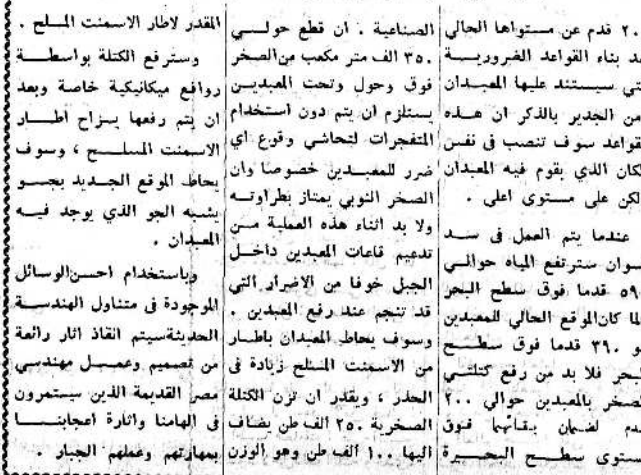 ٢٠٠ قدم عن مستواها الحالي
بعد بناء القواعد الضرورية
التي سيستند عليها المعبدان
ومن الجدير بالذكر ان هذه
القواعد سوف تنصب في نفس
المكان الذي يقوم فيه المعبدان
ولكن على مستوى اعلى .
عندما يتم العمل في سد
اسوان سترتفع المياه حوالي
٥٩٠ قدما فوق سطح البحر
ولما كان الموقع الحالي للمعبدين
هو ٣٩٠ قدما فوق سطح
البحر فلا بد من رفع كتلتي
الصخر بالمعبدين حوالي ٢٠٠
قدم لضمان بقائهما فوق
مستوى سطح البحيرة
الصناعية . ان قطع حوالي
٣٥٠ الف متر مكعب من الصخر
فوق وحول وتحت المعبدين
يستلزم ان يتم دون استخدام
المتفجرات لتحاشي وقوع اي
ضرر للمعبدين خصوصا وان
الصخر النوبي يمتاز بطراوته
ولا بد اثناء هذه العملية من
تدعيم قاعات المعبدين داخل
الجبل خوفا من الاضرار التي
قد تنجم عند رفع المعبدين .
وسوف يحاط المعبدان باطار
من الاسمنت المسلح زيادة في
الحذر ، ويقدر ان تزن الكتلة
الصخرية ٢٥٠ الف طن يضاف
اليها ١٠٠ الف طن وهو الوزن
المقدر لاطار الاسمنت المسلح .
وسترفع الكتلة بواسطة
روافع ميكانيكية خاصة وبعد
ان يتم رفعها يزاح اطار
الاسمنت المسلح ، وسوف
يحاط الموقع الجديد بجو
يشبه الجو الذي يوجد فيه
المعبدان .
وباستخدام احسن الوسائل
الموجودة في متناول الهندسة
الحديثة سيتم انقاذ اثار رائعة
من تصميم وعمل مهندسي
مصر القديمة الذين سيستمرون
في الهامنا واثارة اعجابنا
بمهارتهم وعملهم الجبار .